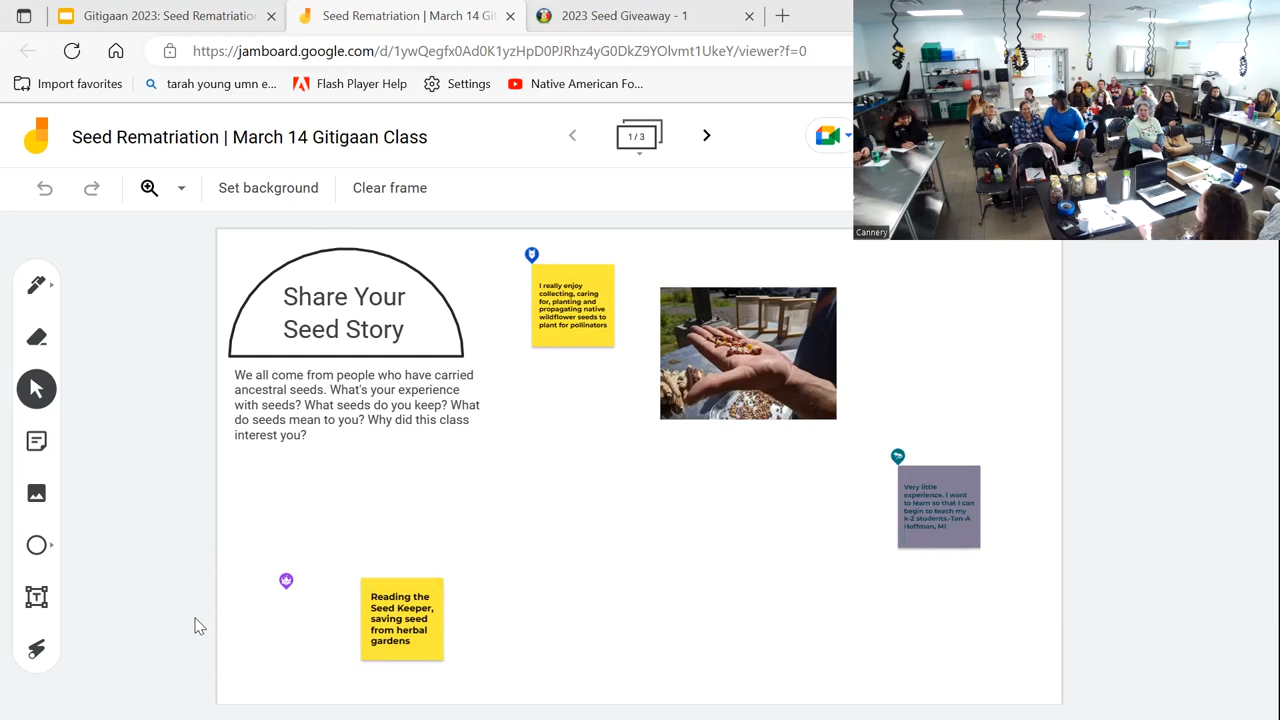 Gitigaan 2023: Seed Rematriation
Seed Rematriation | March 14 Giti
2023 Seed Giveaway - 1
https://jamboard.google.com/d/1ywQegfx0Ad0K1yzHpD0PJRhz4yG0DkZ9YOlvmt1UkeY/viewer?f=0
Import favorites
tarah young one...
Flash Player Help
Settings
Native American Fo...
Seed Rematriation | March 14 Gitigaan Class
1 / 3
Set background
Clear frame
Cannery
Share Your
Seed Story
We all come from people who have carried
ancestral seeds. What's your experience
with seeds? What seeds do you keep? What
do seeds mean to you? Why did this class
interest you?
I really enjoy
collecting, caring
for, planting and
propagating native
wildflower seeds to
plant for pollinators
Very little
experience. I want
to learn so that I can
begin to teach my
k-2 students.-Tan-A
Hoffman, MI
Reading the
Seed Keeper,
saving seed
from herbal
gardens